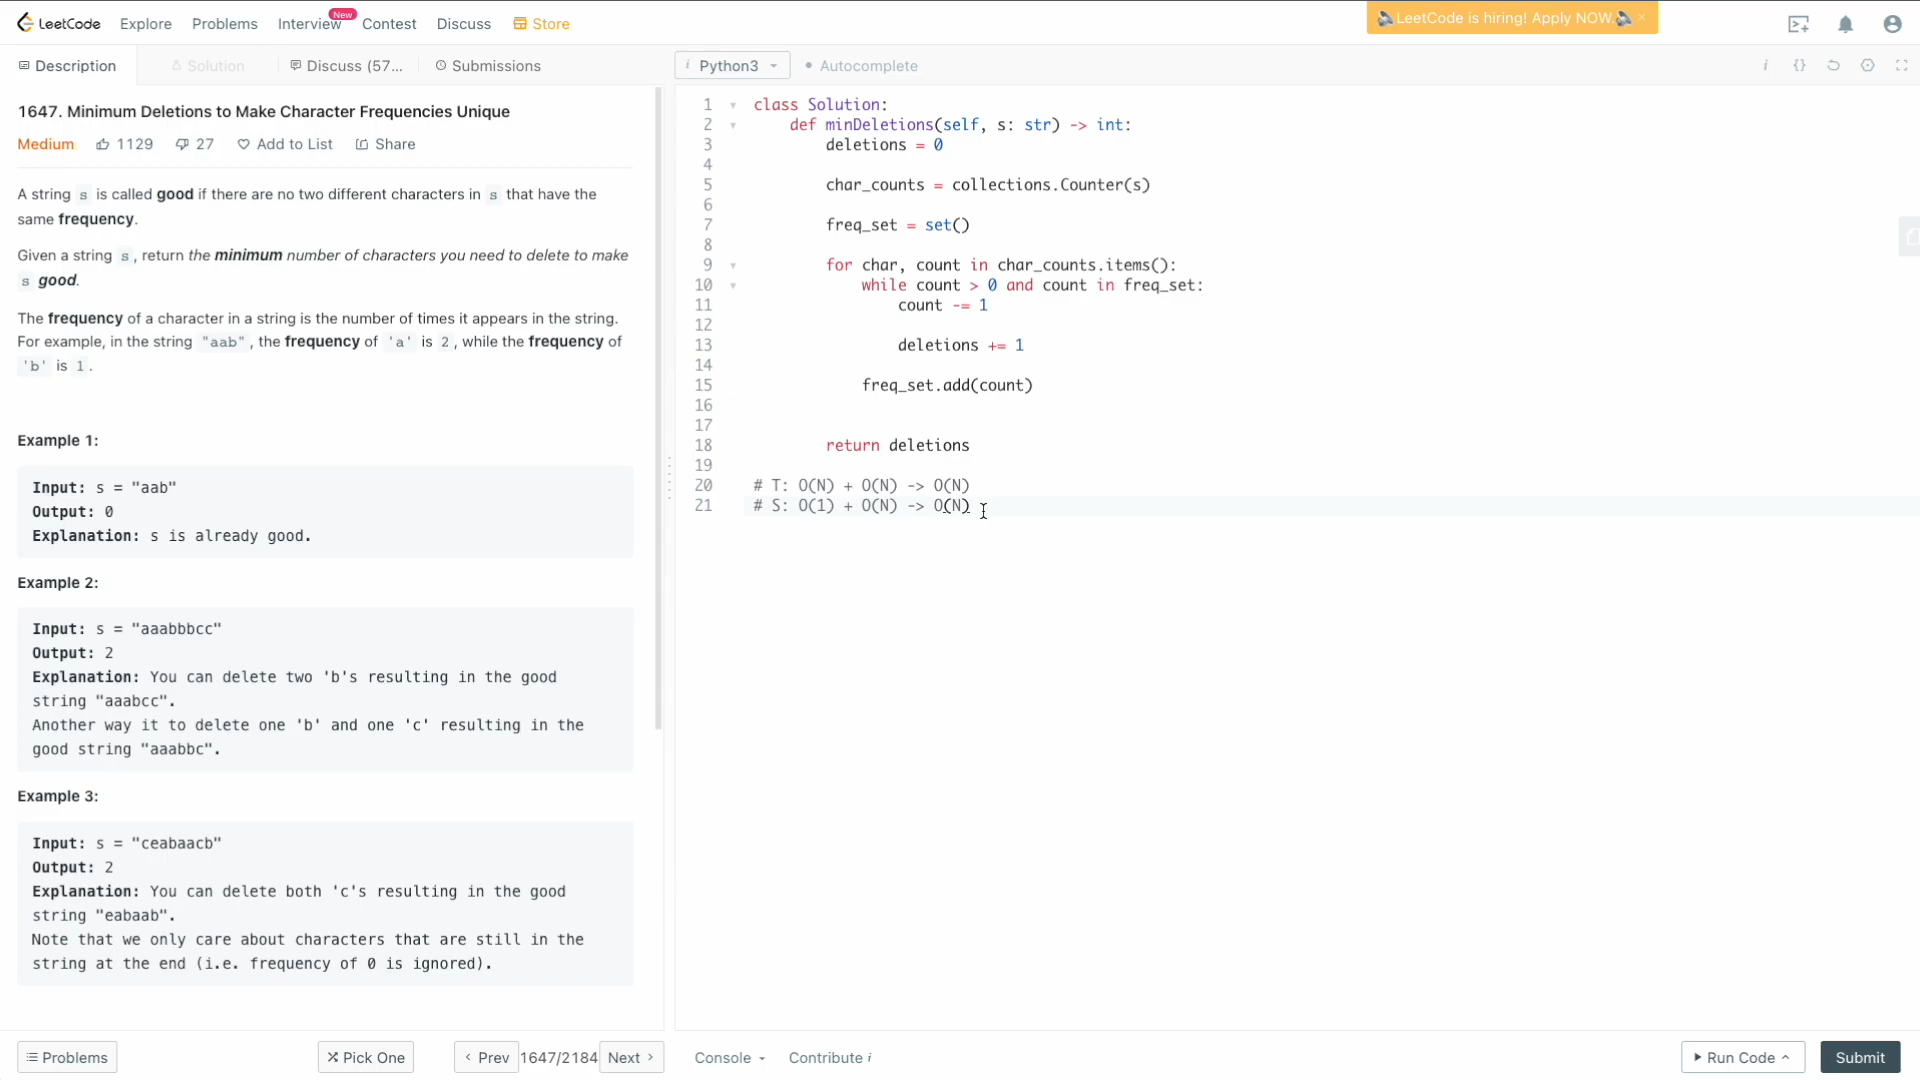 LeetCode Explore Problems Interview New Contest Discuss Store LeetCode is hiring! Apply NOW. ×
Description Solution Discuss (57... Submissions
i Python3 • Autocomplete i {}
1647. Minimum Deletions to Make Character Frequencies Unique
Medium 1129 27 Add to List Share
A string s is called good if there are no two different characters in s that have the
same frequency.
Given a string s, return the minimum number of characters you need to delete to make
s good.
The frequency of a character in a string is the number of times it appears in the string.
For example, in the string "aab", the frequency of 'a' is 2, while the frequency of
'b' is 1.
Example 1:
Input: s = "aab"
Output: 0
Explanation: s is already good.
Example 2:
Input: s = "aaabbbcc"
Output: 2
Explanation: You can delete two 'b's resulting in the good
string "aaabcc".
Another way it to delete one 'b' and one 'c' resulting in the
good string "aaabbc".
Example 3:
Input: s = "ceabaacb"
Output: 2
Explanation: You can delete both 'c's resulting in the good
string "eabaab".
Note that we only care about characters that are still in the
string at the end (i.e. frequency of 0 is ignored).
1 class Solution:
2 def minDeletions(self, s: str) -> int:
3 deletions = 0
4
5 char_counts = collections.Counter(s)
6
7 freq_set = set()
8
9 for char, count in char_counts.items():
10 while count > 0 and count in freq_set:
11 count -= 1
12
13 deletions += 1
14
15 freq_set.add(count)
16
17
18 return deletions
19
20 # T: O(N) + O(N) -> O(N)
21 # S: O(1) + O(N) -> O(N)
Problems Pick One < Prev 1647/2184 Next > Console Contribute i Run Code Submit